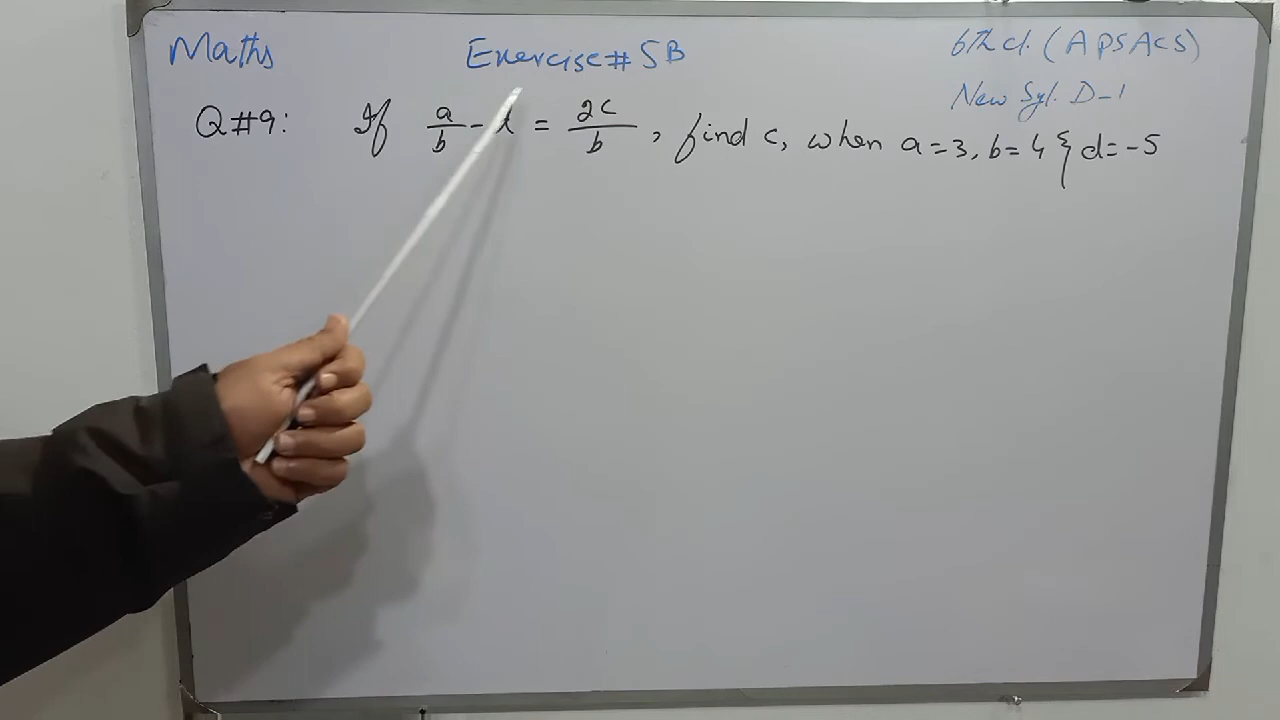 Maths Exercise# 5B 6th cl. (APSACS)
New Syl. D-1
Q#9: If a/b - d = 2c/b, find c, when a=3, b=4 & d=-5